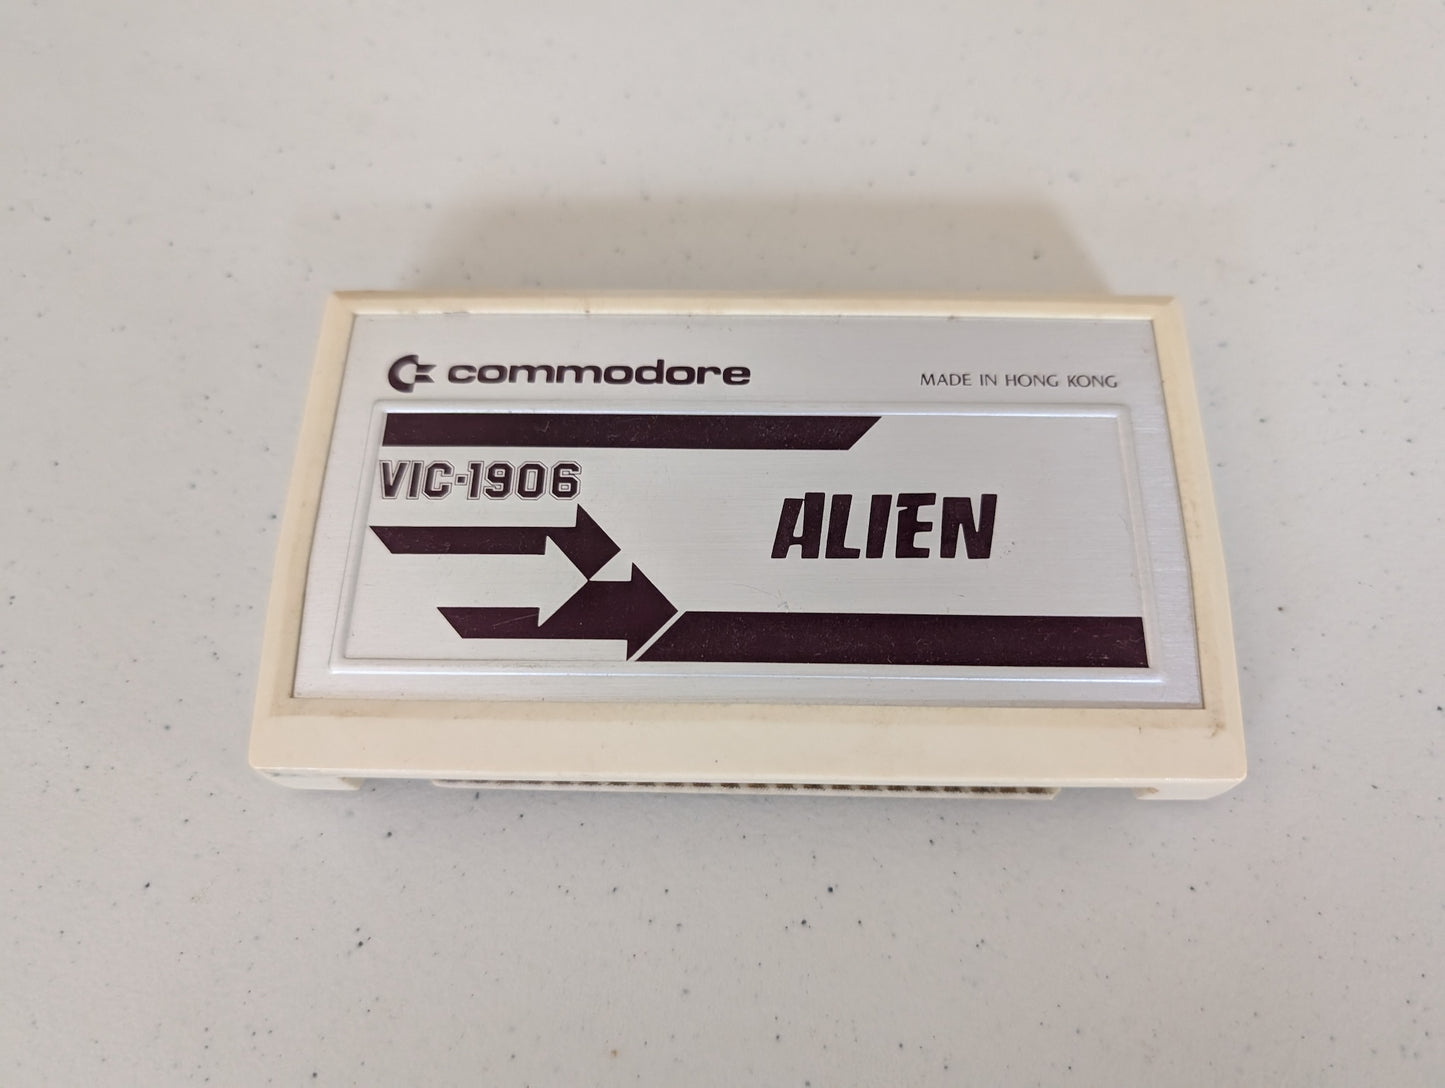 commodore
MADE IN HONG KONG
VIC-1906
ALIEN